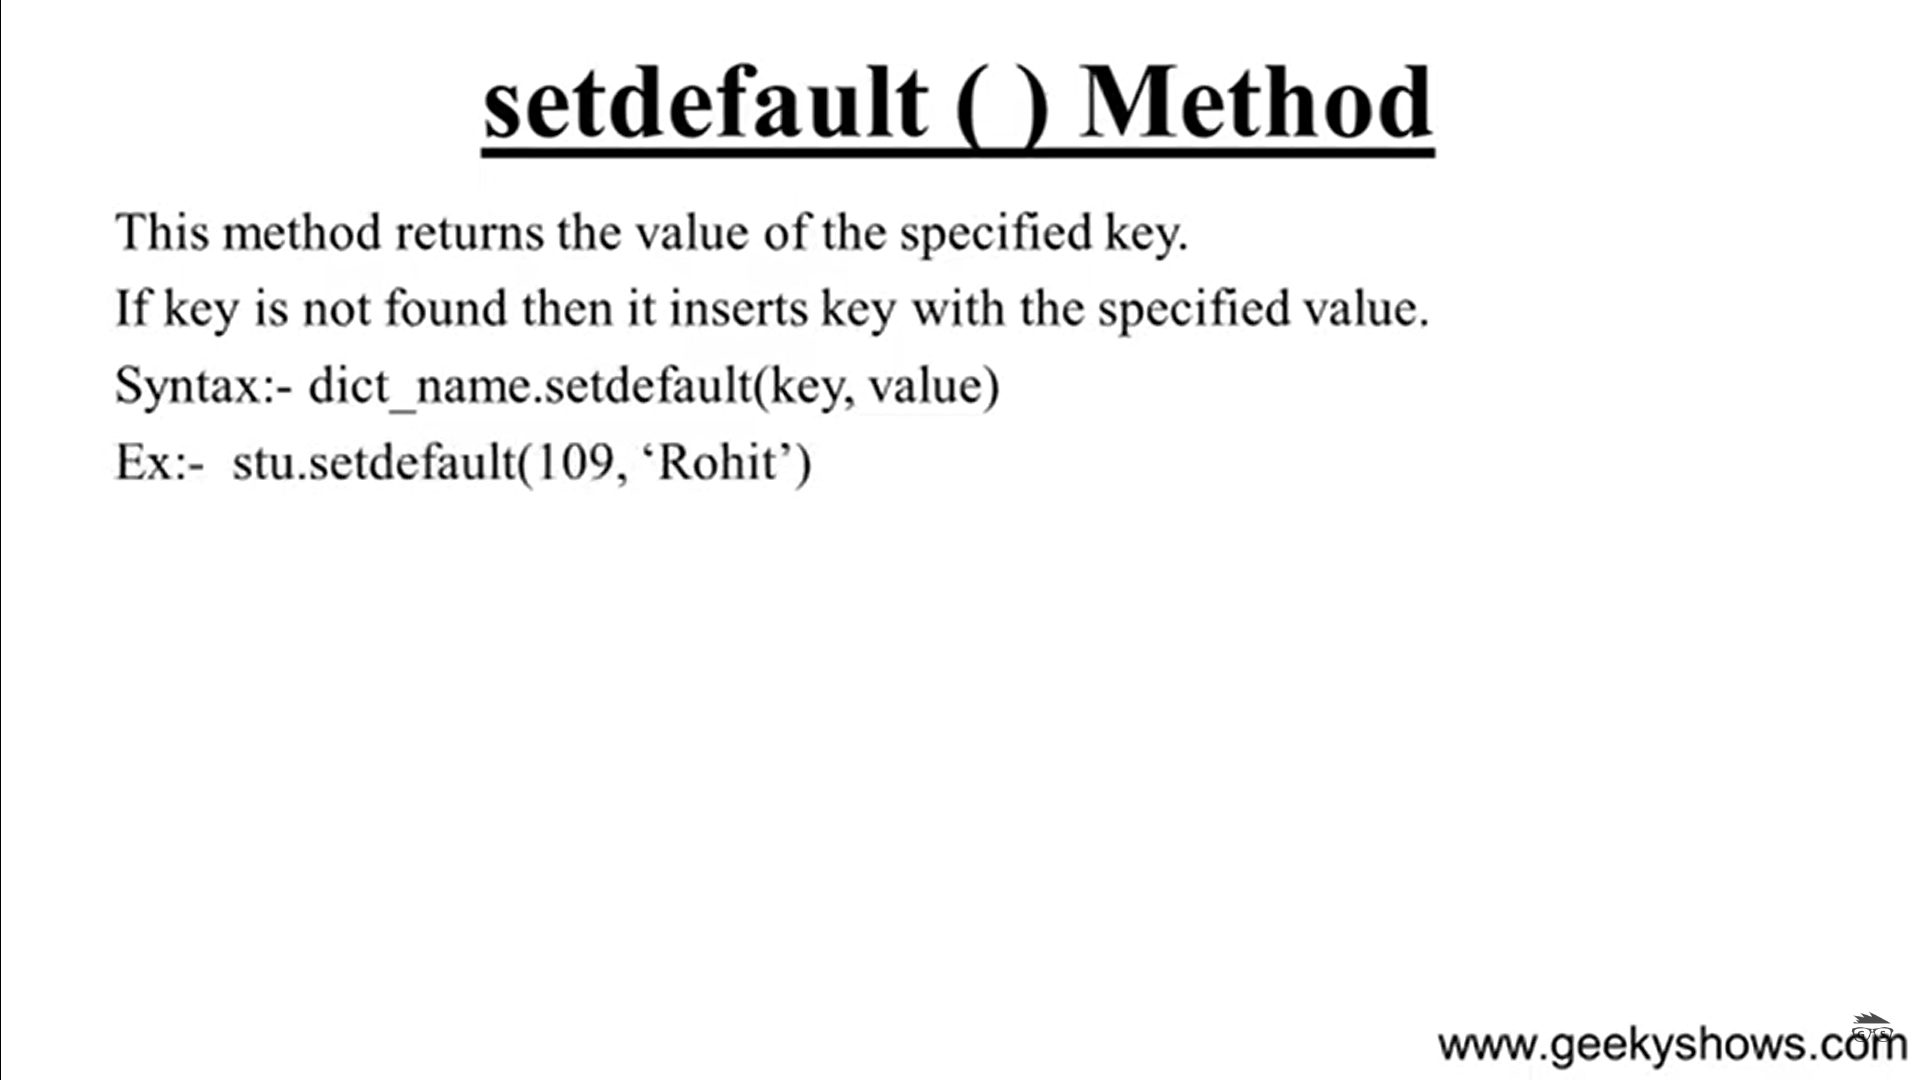 setdefault ( ) Method
This method returns the value of the specified key.
If key is not found then it inserts key with the specified value.
Syntax:- dict_name.setdefault(key, value)
Ex:- stu.setdefault(109, ‘Rohit’)
www.geekyshows.com